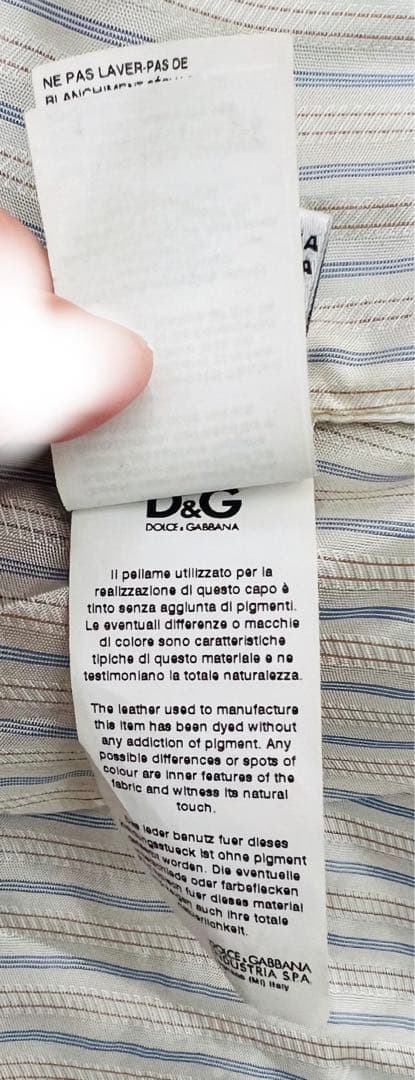 NE PAS LAVER-PAS DE
A
A
D&G
DOLCE & GABBANA
Il pellame utilizzato per la
realizzazione di questo capo è
tinto senza aggiunta di pigmenti.
Le eventuali differenze o macchie
di colore sono caratteristiche
tipiche di questo materiale e ne
testimoniano la totale naturalezza.
The leather used to manufacture
this item has been dyed without
any addiction of pigment. Any
possible differences or spots of
colour are inner features of the
fabric and witness its natural
touch.
leder benutz fuer dieses
ist ohne pigment
worden. Die eventuelle
oder farbeflecken
fuer dieses material
auch ihre totale
DOLCE & GABBANA
INDUSTRIA SPA
(MI) Italy